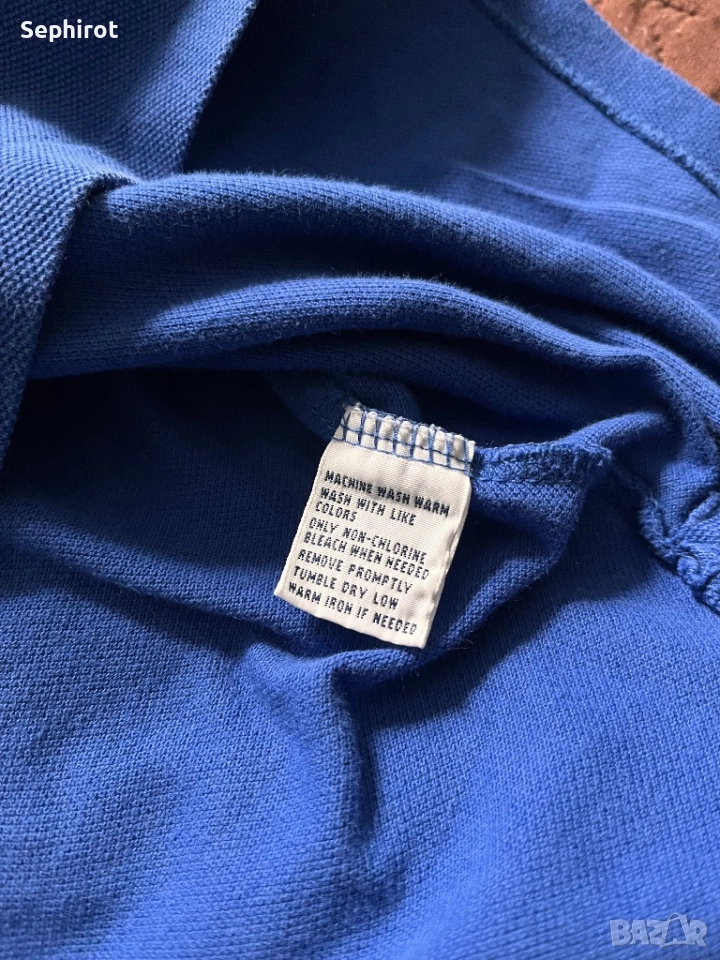 Sephirot
MACHINE WASH WARM
WASH WITH LIKE
COLORS
ONLY NON-CHLORINE
BLEACH WHEN NEEDED
REMOVE PROMPTLY
TUMBLE DRY LOW
WARM IRON IF NEEDED
BAZAR